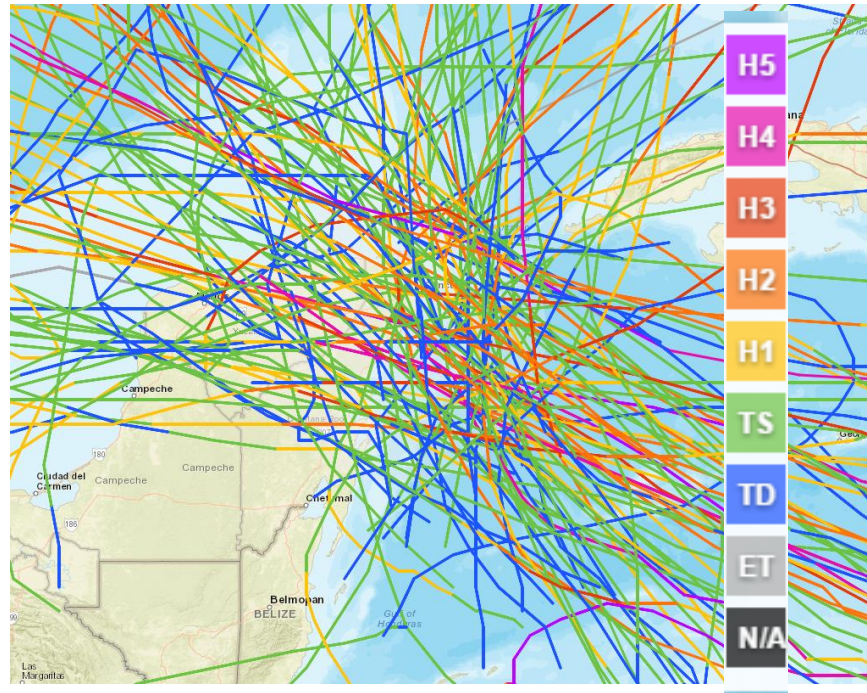 H5
H4
H3
H2
H1
TS
TD
ET
N/A
Campeche
180
Campeche
Campeche
Ciudad del
Carmen
186
Chetumal
Belmopan
BELIZE
Gulf of
Honduras
Las
Margaritas